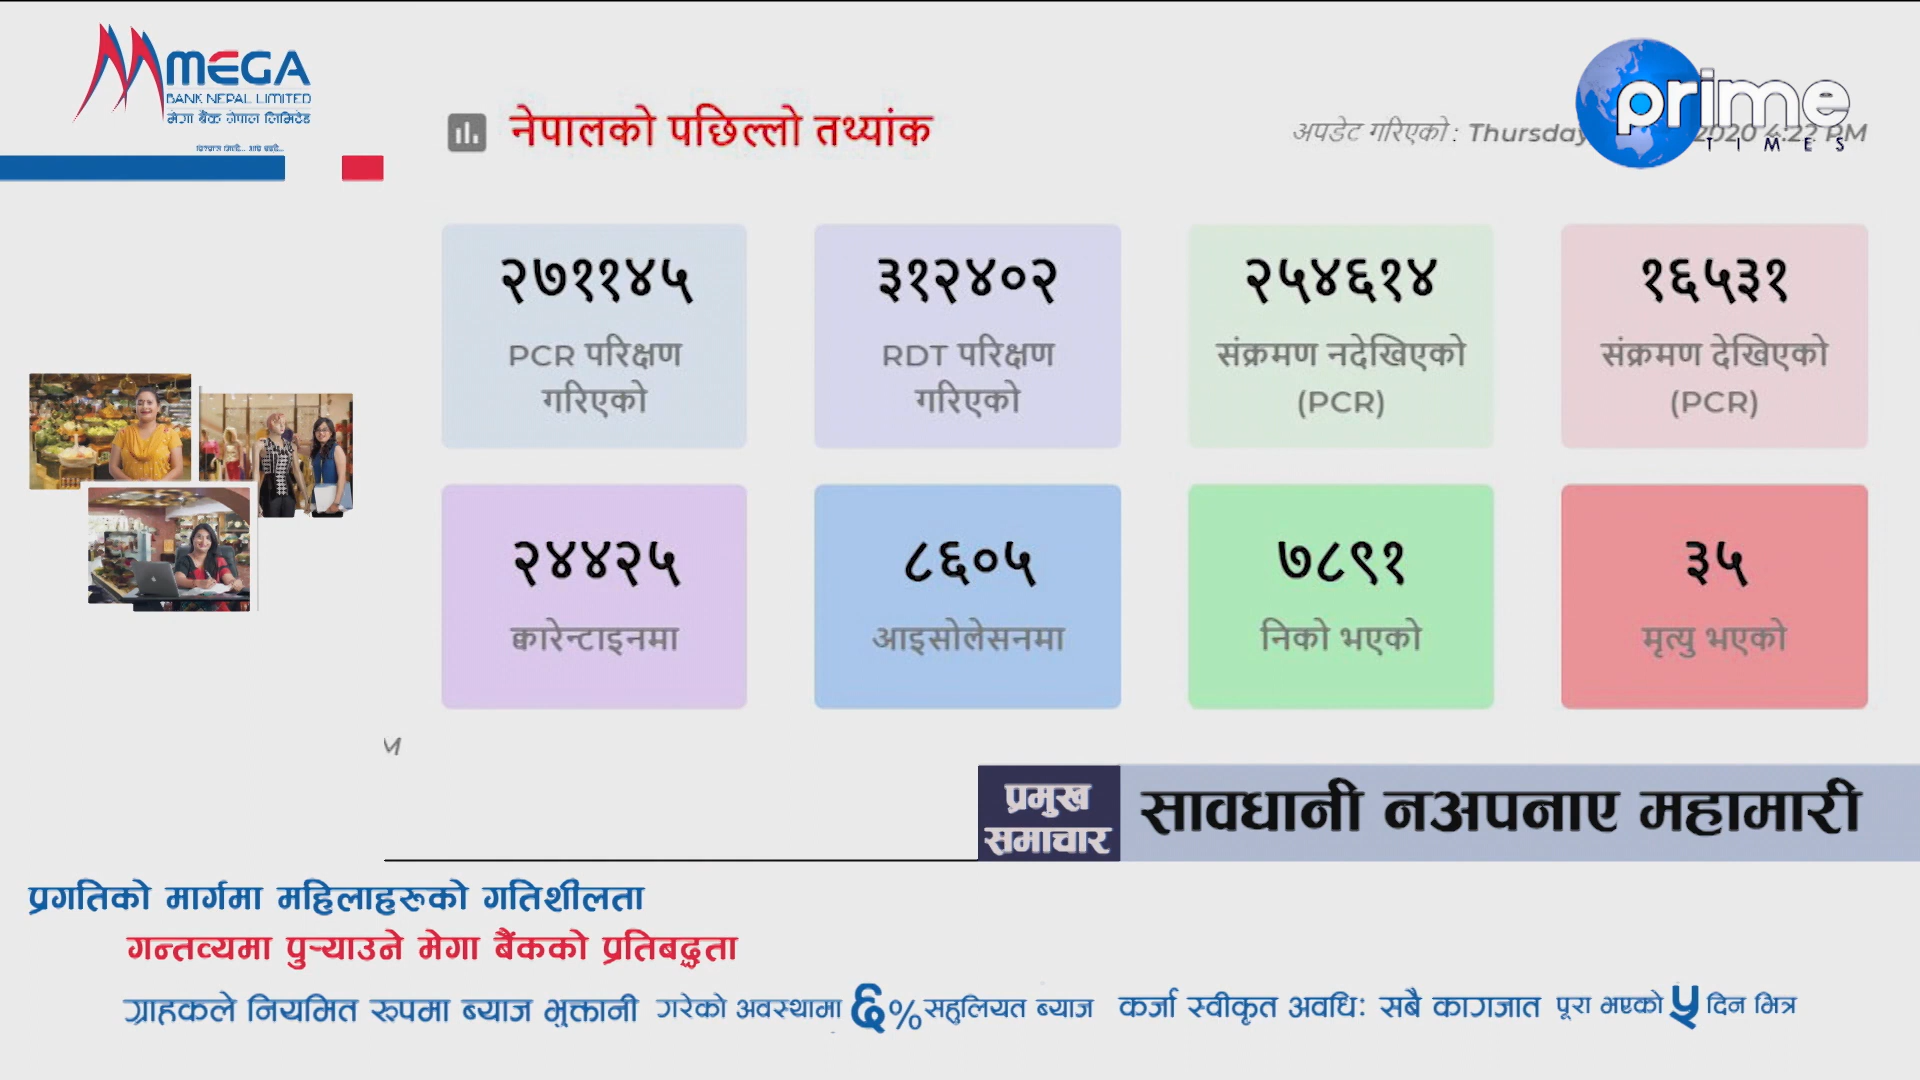 MEGA
BANK NEPAL LIMITED
मेगा बैंक नेपाल लिमिटेड
नेपालको पछिल्लो तथ्यांक
अपडेट गरिएको : Thursday 2020 4:22 PM
prime
TIMES
२७११४५
PCR परिक्षण
गरिएको
३१२४०२
RDT परिक्षण
गरिएको
२५४६१४
संक्रमण नदेखिएको
(PCR)
१६५३१
संक्रमण देखिएको
(PCR)
२४४२५
क्वारेन्टाइनमा
८६०५
आइसोलेसनमा
७८९१
निको भएको
३५
मृत्यु भएको
M
प्रमुख
समाचार
सावधानी नअपनाए महामारी
प्रगतिको मार्गमा महिलाहरूको गतिशीलता
गन्तव्यमा पुर्‍याउने मेगा बैंकको प्रतिबद्धता
ग्राहकले नियमित रुपमा ब्याज भुक्तानी गरेको अवस्थामा ६% सहुलियत ब्याज कर्जा स्वीकृत अवधि: सबै कागजात पूरा भएको ५ दिन भित्र